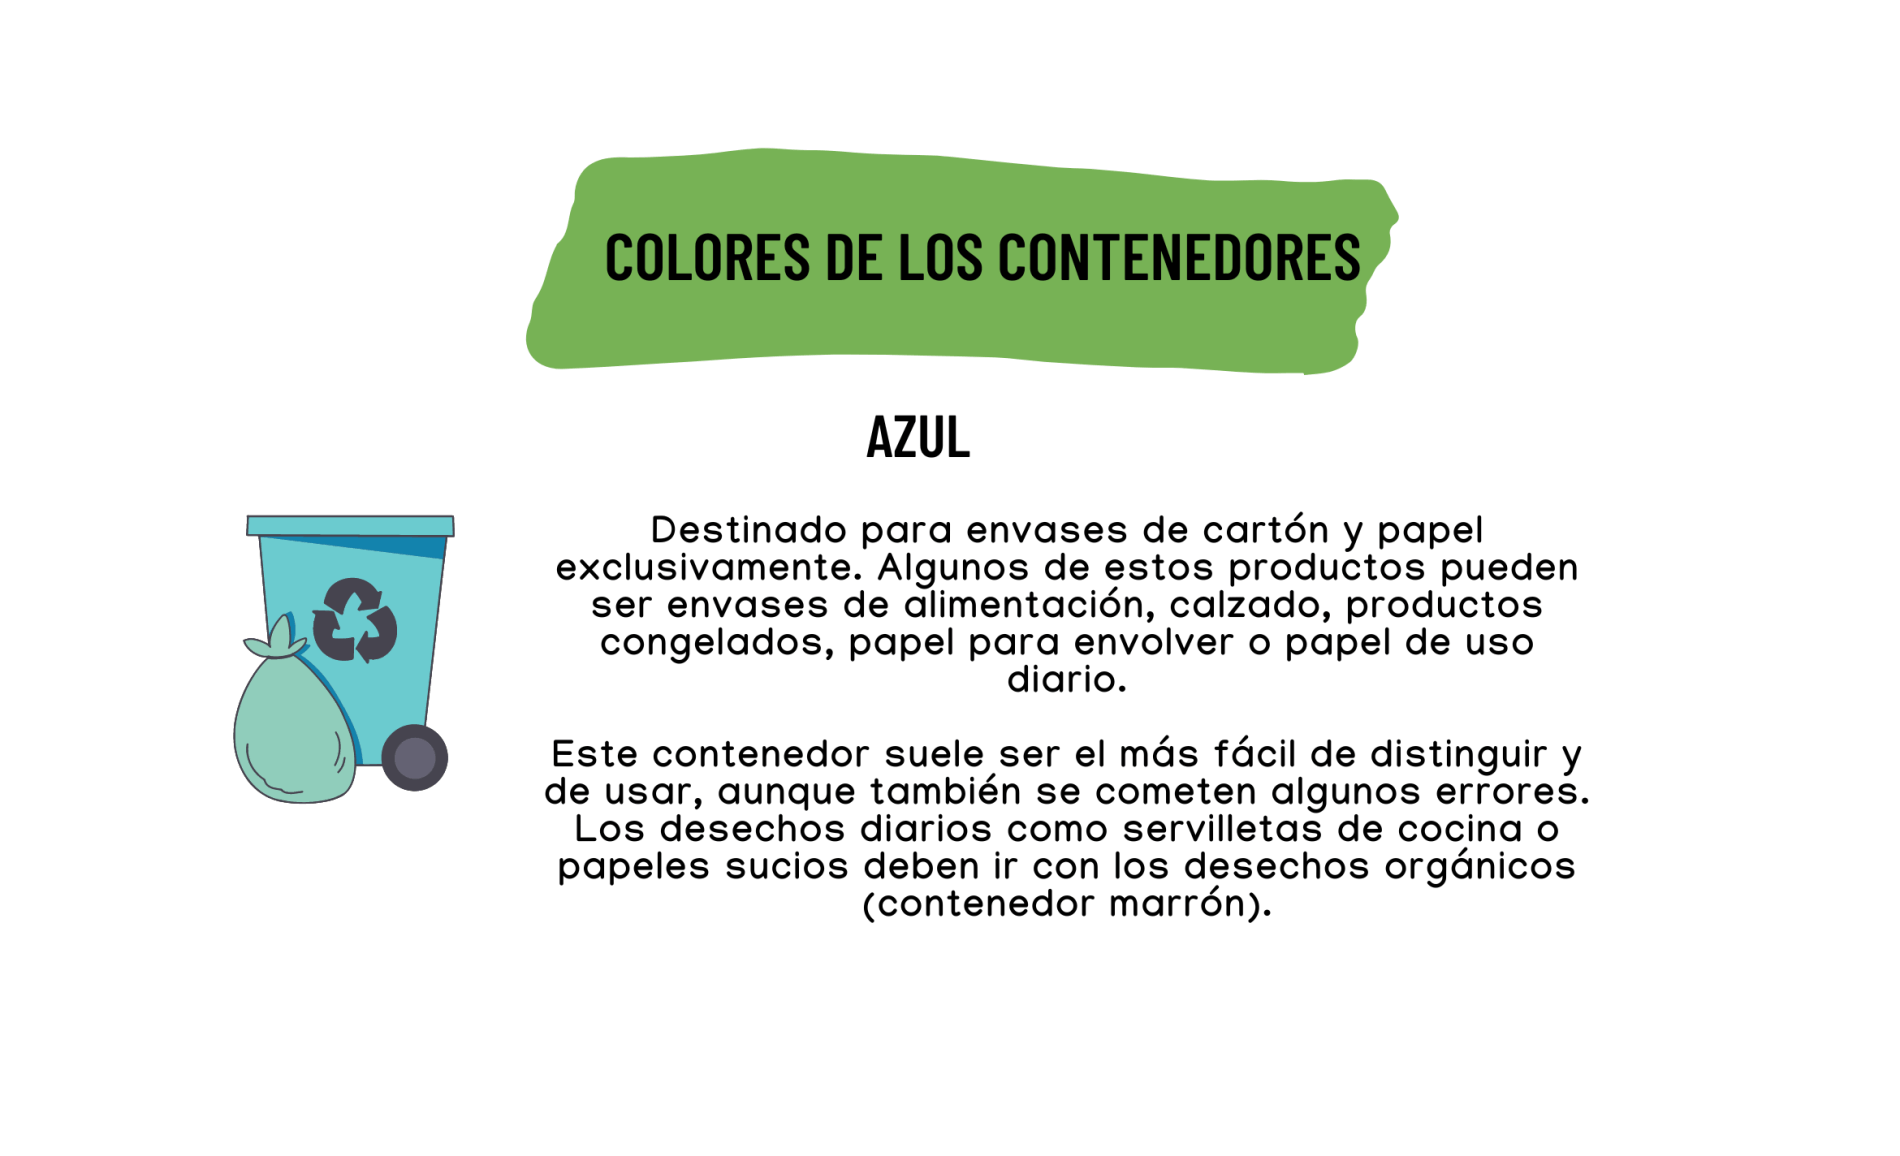 COLORES DE LOS CONTENEDORES
AZUL
Destinado para envases de cartón y papel
exclusivamente. Algunos de estos productos pueden
ser envases de alimentación, calzado, productos
congelados, papel para envolver o papel de uso
diario.
Este contenedor suele ser el más fácil de distinguir y
de usar, aunque también se cometen algunos errores.
Los desechos diarios como servilletas de cocina o
papeles sucios deben ir con los desechos orgánicos
(contenedor marrón).